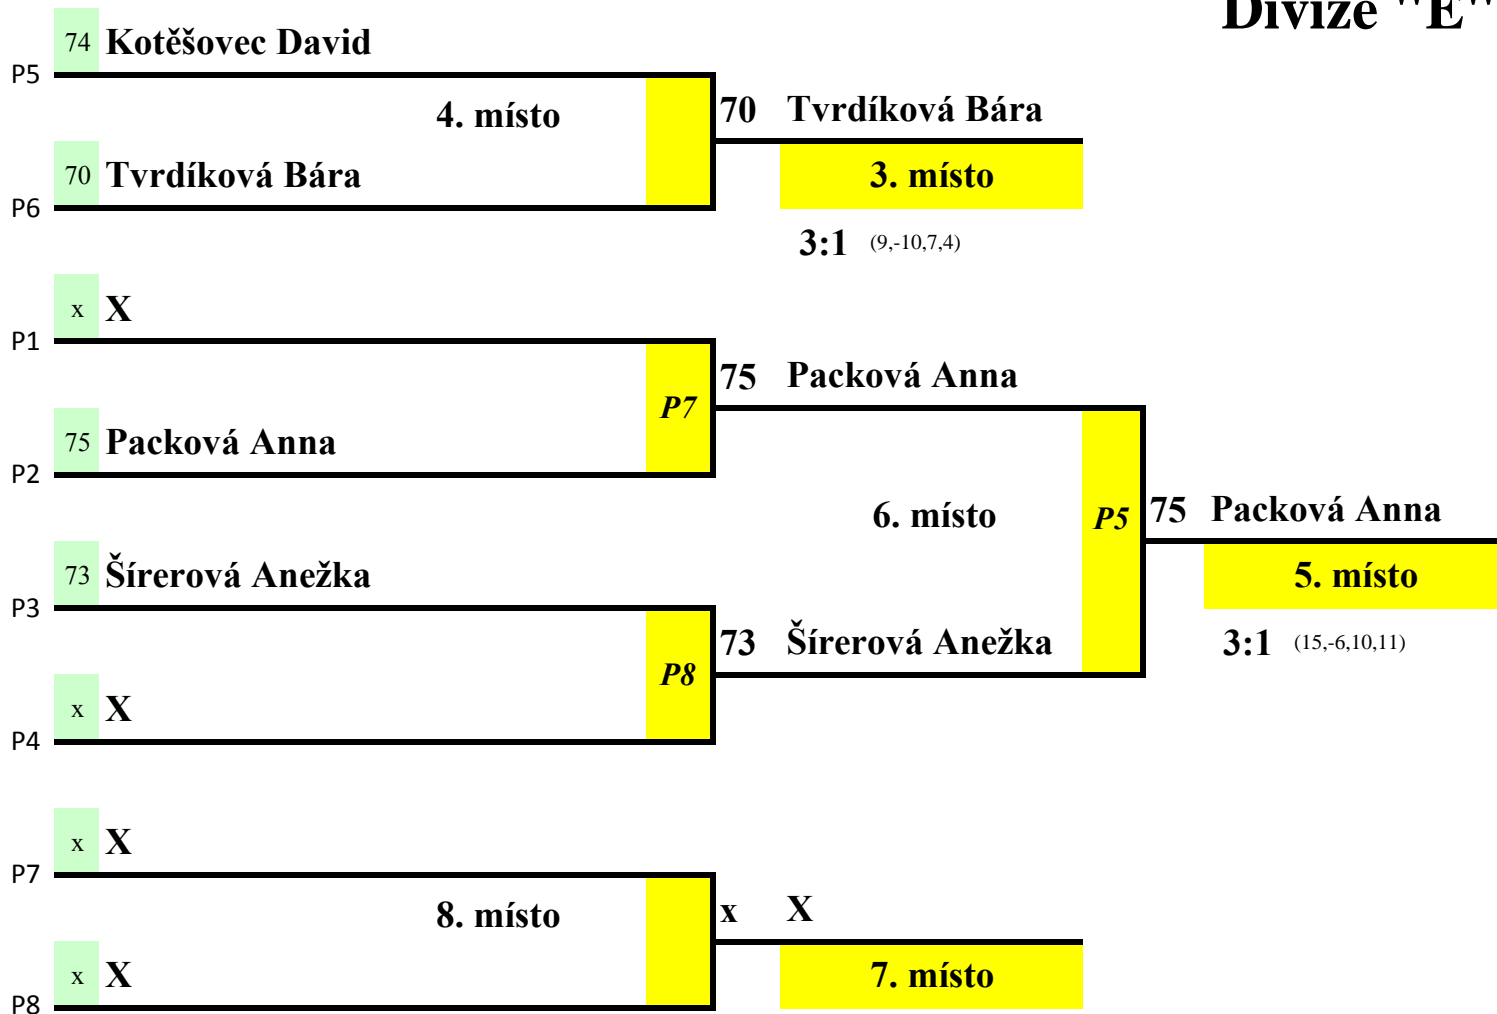 Divize "E"
74 Kotěšovec David
P5
4. místo
70 Tvrdíková Bára
70 Tvrdíková Bára
3. místo
P6
3:1 (9,-10,7,4)
x X
P1
75 Packová Anna
P7
75 Packová Anna
P2
6. místo
P5
75 Packová Anna
73 Šírerová Anežka
5. místo
P3
73 Šírerová Anežka
3:1 (15,-6,10,11)
P8
x X
P4
x X
P7
8. místo
x X
x X
7. místo
P8